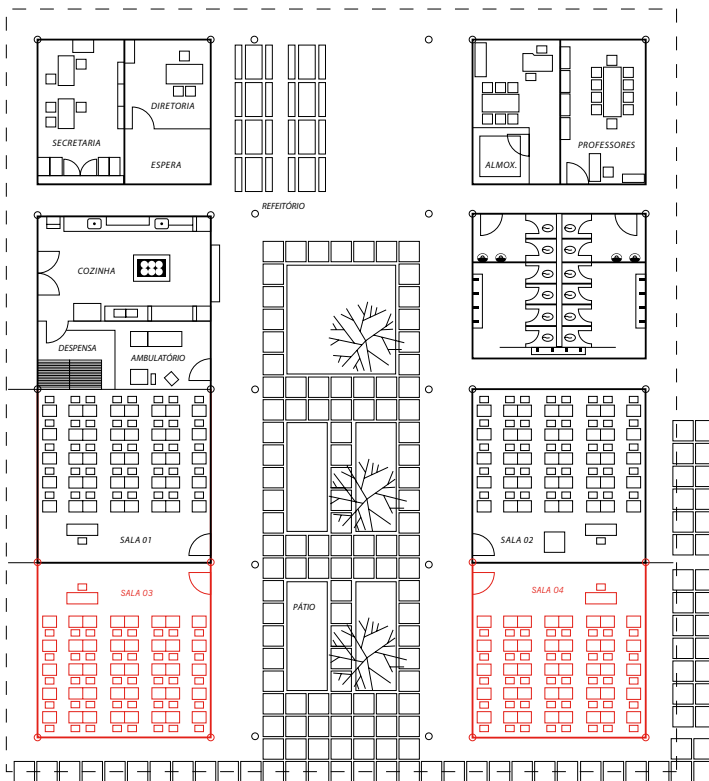 DIRETORIA
SECRETARIA
ESPERA
ALMOX.
PROFESSORES
REFEITÓRIO
COZINHA
DESPENSA
AMBULATÓRIO
SALA 01
SALA 02
SALA 03
SALA 04
PÁTIO